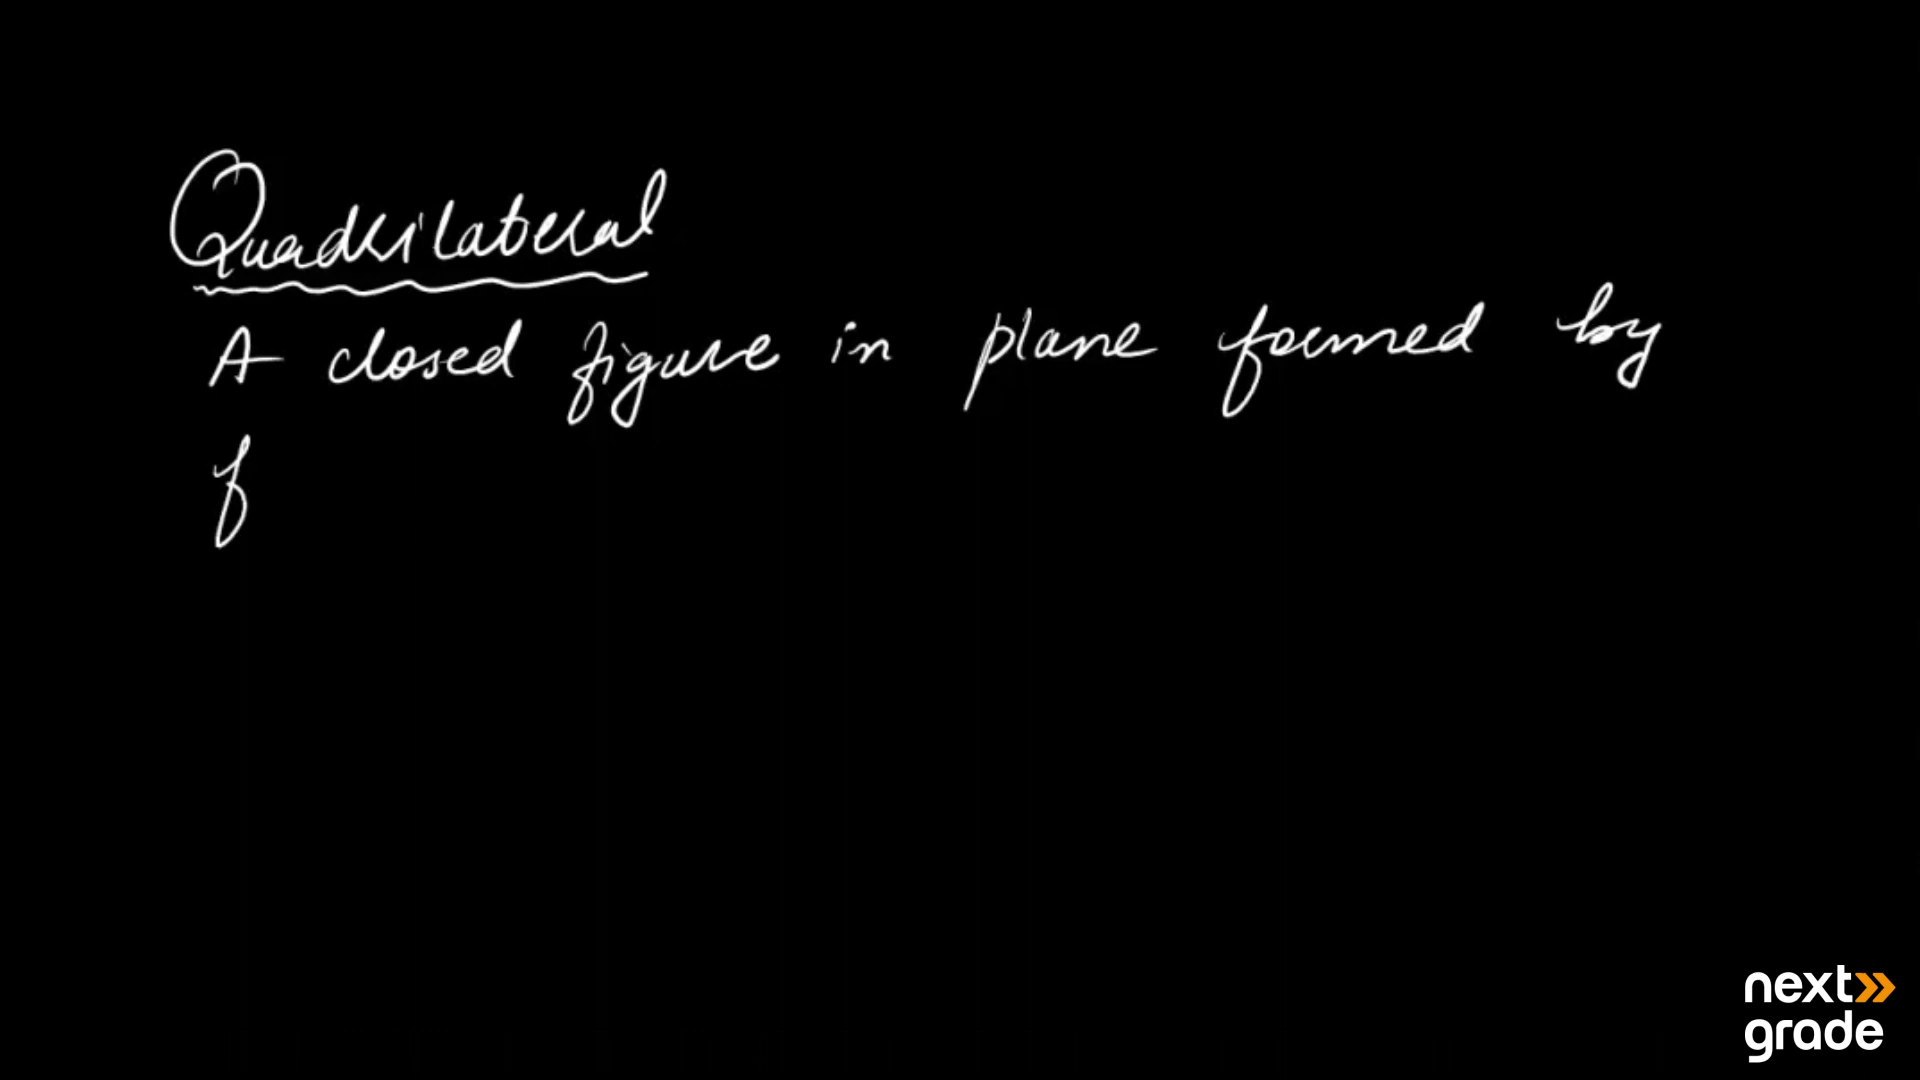 Quadrilateral
A closed figure in plane formed by
f
next
grade